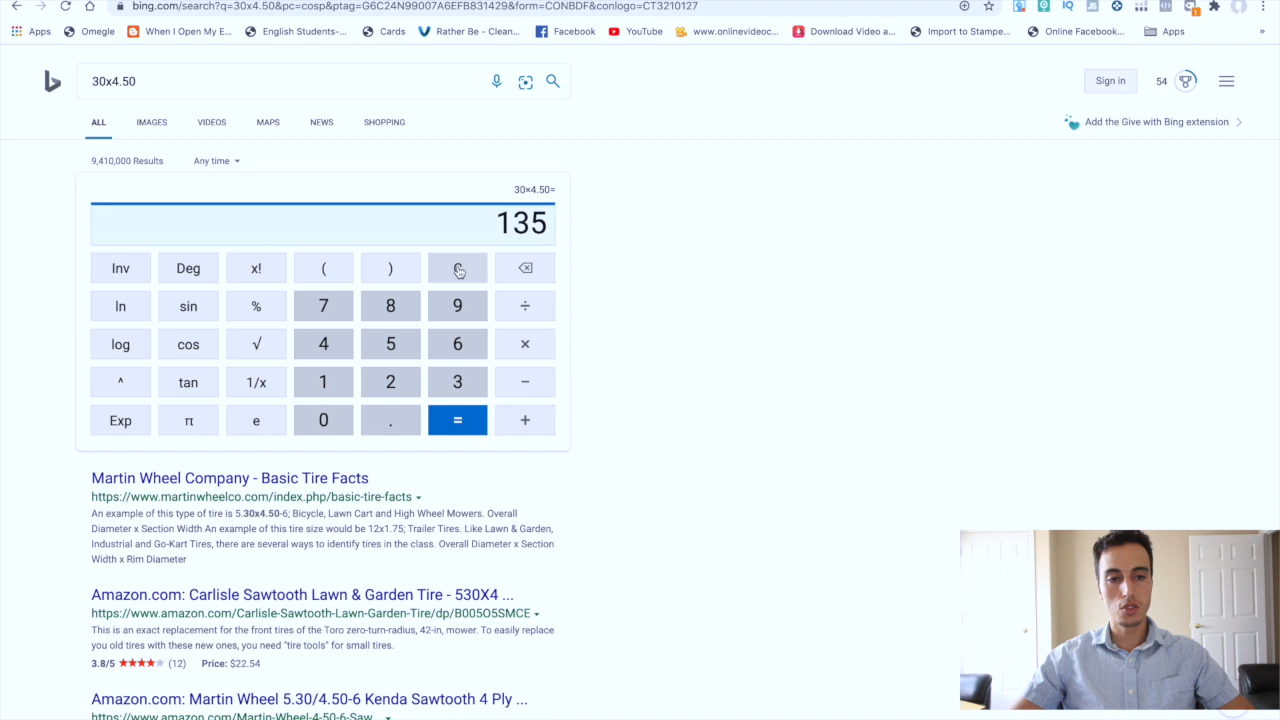 bing.com/search?q=30x4.50&pc=cosp&ptag=G6C24N99007A6EFB831429&form=CONBDF&conlogo=CT3210127
Apps Omegle When I Open My E... English Students-... Cards Rather Be - Clean... Facebook YouTube www.onlinevideoc... Download Video a... Import to Stampe... Online Facebook... Apps »
30x4.50
Sign in 54
ALL IMAGES VIDEOS MAPS NEWS SHOPPING
Add the Give with Bing extension
9,410,000 Results Any time
30×4.50=
135
Inv Deg x! ( )
ln sin % 7 8 9 ÷
log cos √ 4 5 6 ×
^ tan 1/x 1 2 3 −
Exp π e 0 . = +
Martin Wheel Company - Basic Tire Facts
https://www.martinwheelco.com/index.php/basic-tire-facts
An example of this type of tire is 5.30x4.50-6; Bicycle, Lawn Cart and High Wheel Mowers. Overall
Diameter x Section Width An example of this tire size would be 12x1.75; Trailer Tires. Like Lawn & Garden,
Industrial and Go-Kart Tires, there are several ways to identify tires in the class. Overall Diameter x Section
Width x Rim Diameter
Amazon.com: Carlisle Sawtooth Lawn & Garden Tire - 530X4 ...
https://www.amazon.com/Carlisle-Sawtooth-Lawn-Garden-Tire/dp/B005O5SMCE
This is an exact replacement for the front tires of the Toro zero-turn-radius, 42-in, mower. To easily replace
you old tires with these new ones, you need "tire tools" for small tires.
3.8/5 (12) Price: $22.54
Amazon.com: Martin Wheel 5.30/4.50-6 Kenda Sawtooth 4 Ply ...
https://www.amazon.com/Martin-Wheel-4-50-6-Saw...